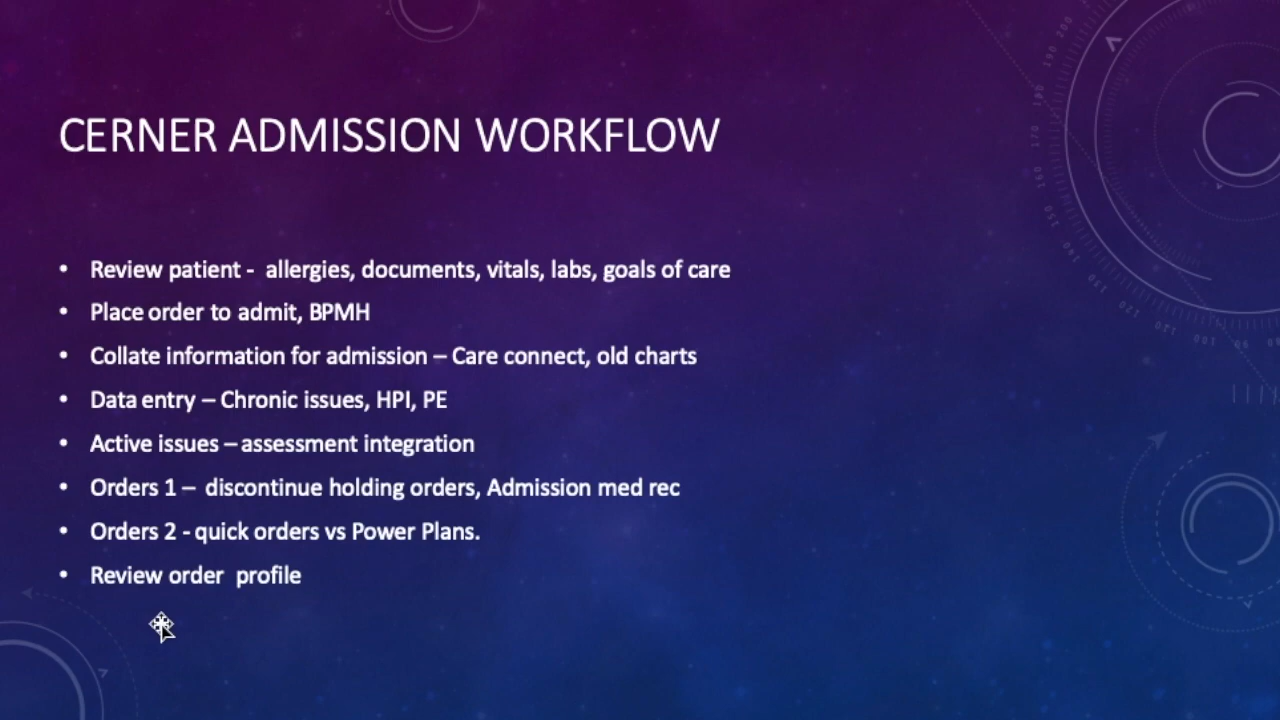 CERNER ADMISSION WORKFLOW
• Review patient - allergies, documents, vitals, labs, goals of care
• Place order to admit, BPMH
• Collate information for admission – Care connect, old charts
• Data entry – Chronic issues, HPI, PE
• Active issues – assessment integration
• Orders 1 – discontinue holding orders, Admission med rec
• Orders 2 - quick orders vs Power Plans.
• Review order profile